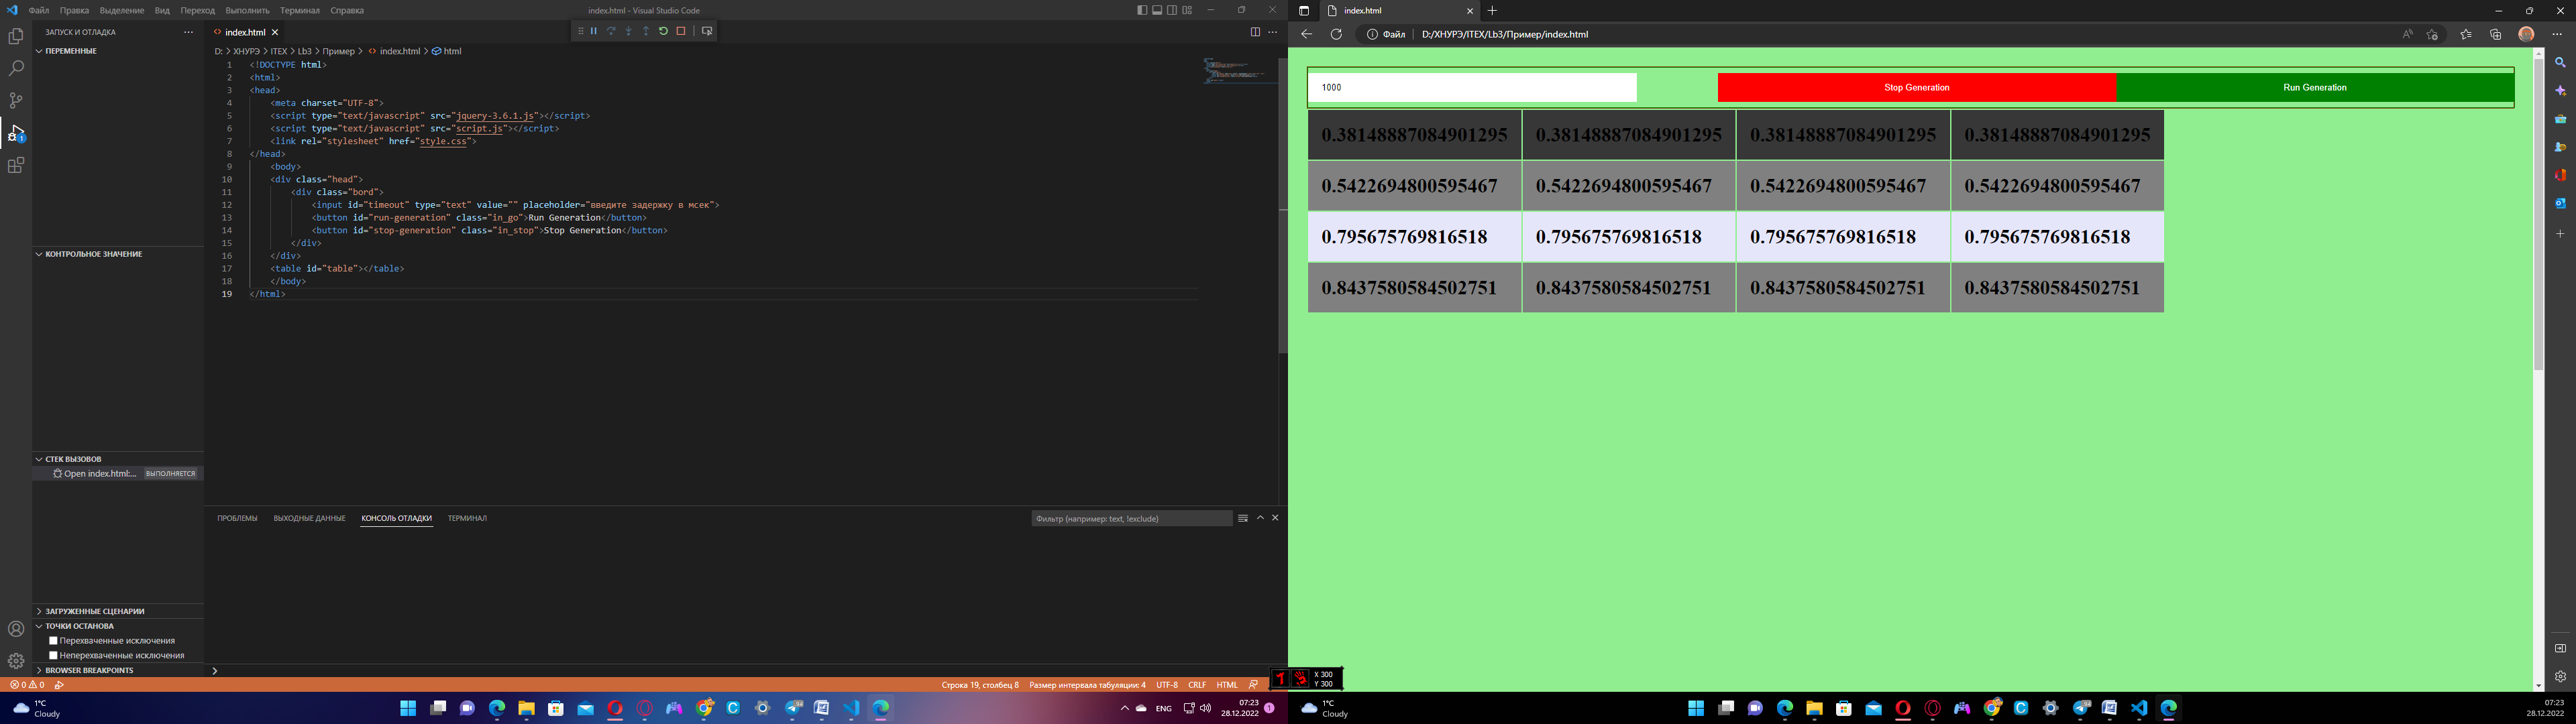 Файл Правка Выделение Вид Переход Выполнить Терминал Справка
index.html - Visual Studio Code
ЗАПУСК И ОТЛАДКА
ПЕРЕМЕННЫЕ
КОНТРОЛЬНОЕ ЗНАЧЕНИЕ
СТЕК ВЫЗОВОВ
Open index.html:... ВЫПОЛНЯЕТСЯ
ЗАГРУЖЕННЫЕ СЦЕНАРИИ
ТОЧКИ ОСТАНОВА
Перехваченные исключения
Неперехваченные исключения
BROWSER BREAKPOINTS
1
index.html
D: > ХНУРЭ > ITEX > Lb3 > Пример > index.html > html
1 <!DOCTYPE html>
2 <html>
3 <head>
4 <meta charset="UTF-8">
5 <script type="text/javascript" src="jquery-3.6.1.js"></script>
6 <script type="text/javascript" src="script.js"></script>
7 <link rel="stylesheet" href="style.css">
8 </head>
9 <body>
10 <div class="head">
11 <div class="bord">
12 <input id="timeout" type="text" value="" placeholder="введите задержку в мсек">
13 <button id="run-generation" class="in_go">Run Generation</button>
14 <button id="stop-generation" class="in_stop">Stop Generation</button>
15 </div>
16 </div>
17 <table id="table"></table>
18 </body>
19 </html>
ПРОБЛЕМЫ ВЫХОДНЫЕ ДАННЫЕ КОНСОЛЬ ОТЛАДКИ ТЕРМИНАЛ
Фильтр (например: text, !exclude)
0 0
Строка 19, столбец 8 Размер интервала табуляции: 4 UTF-8 CRLF HTML
1°C
Cloudy
ENG
07:23
28.12.2022
1
index.html
Файл D:/ХНУРЭ/ITEX/Lb3/Пример/index.html
1000 Stop Generation Run Generation
0.38148887084901295 0.38148887084901295 0.38148887084901295 0.38148887084901295
0.5422694800595467 0.5422694800595467 0.5422694800595467 0.5422694800595467
0.795675769816518 0.795675769816518 0.795675769816518 0.795675769816518
0.8437580584502751 0.8437580584502751 0.8437580584502751 0.8437580584502751
X 300
Y 300
1°C
Cloudy
07:23
28.12.2022